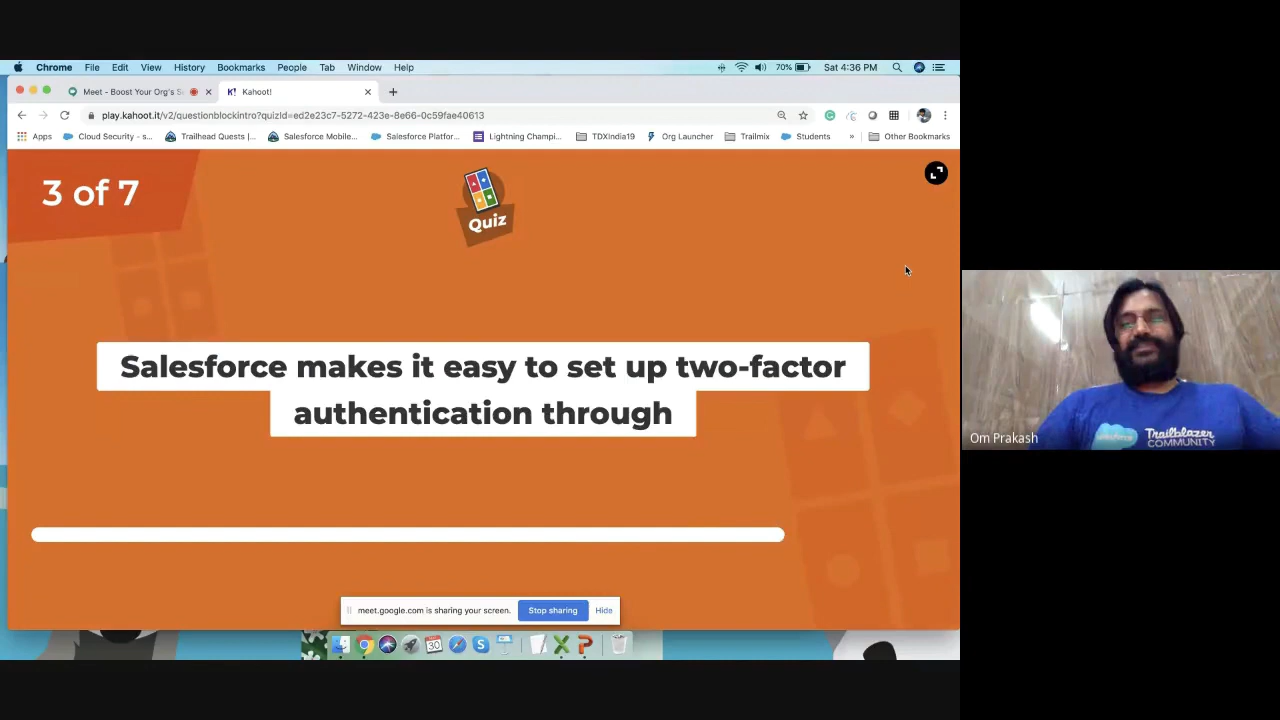 Chrome File Edit View History Bookmarks People Tab Window Help
70% Sat 4:36 PM
Meet - Boost Your Org's S
Kahoot!
play.kahoot.it/v2/questionblockintro?quizId=ed2e23c7-5272-423e-8e66-0c59fae40613
Apps Cloud Security - s... Trailhead Quests |... Salesforce Mobile... Salesforce Platfor... Lightning Champi... TDXIndia19 Org Launcher Trailmix Students » Other Bookmarks
3 of 7
Quiz
Salesforce makes it easy to set up two-factor
authentication through
meet.google.com is sharing your screen. Stop sharing Hide
30
Om Prakash
salesforce
Trailblazer
COMMUNITY